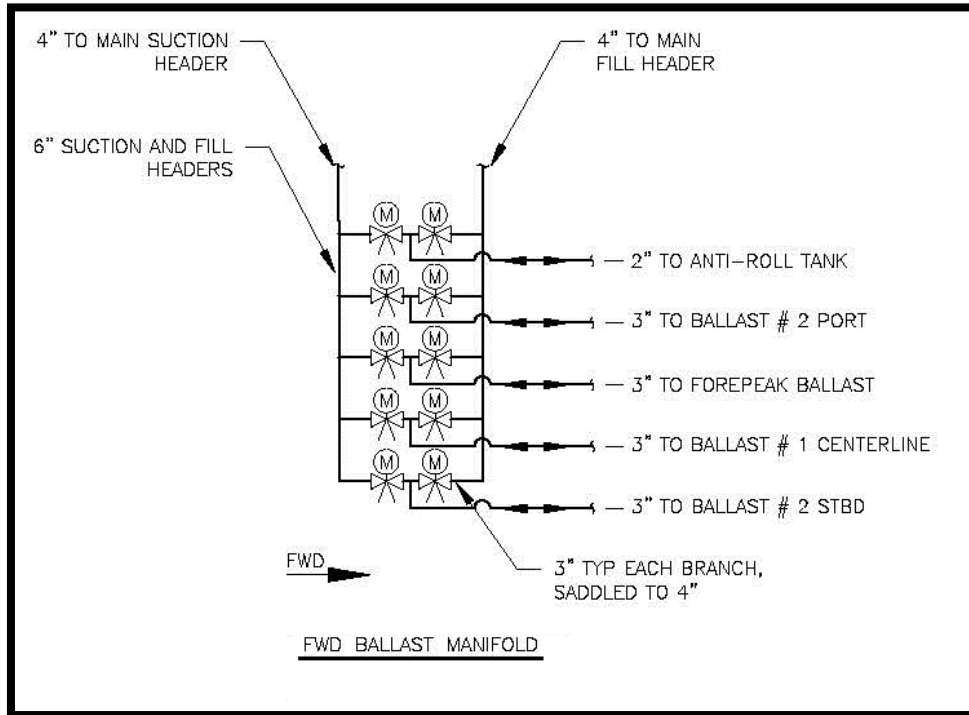 4" TO MAIN SUCTION
HEADER
4" TO MAIN
FILL HEADER
6" SUCTION AND FILL
HEADERS
M M
2" TO ANTI-ROLL TANK
M M
3" TO BALLAST # 2 PORT
M M
3" TO FOREPEAK BALLAST
M M
3" TO BALLAST # 1 CENTERLINE
M M
3" TO BALLAST # 2 STBD
FWD
3" TYP EACH BRANCH,
SADDLED TO 4"
FWD BALLAST MANIFOLD